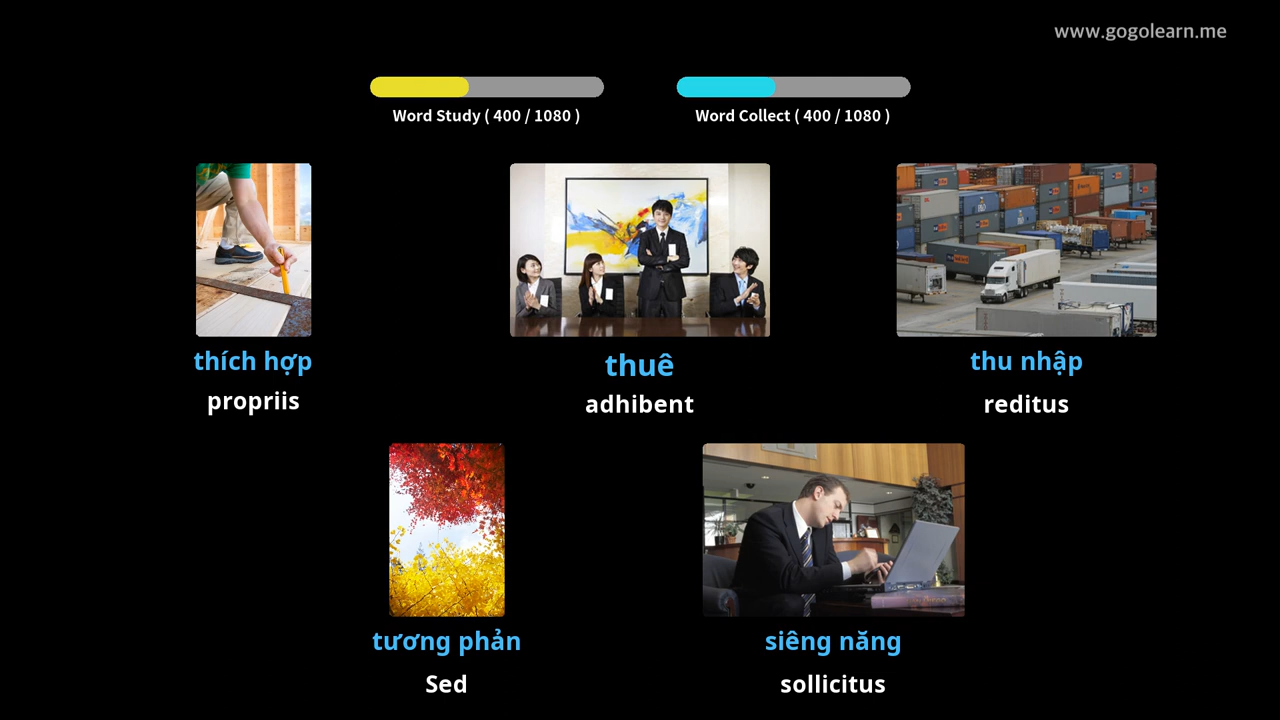 www.gogolearn.me
Word Study ( 400 / 1080 )
Word Collect ( 400 / 1080 )
thích hợp
propriis
thuê
adhibent
thu nhập
reditus
tương phản
Sed
siêng năng
sollicitus